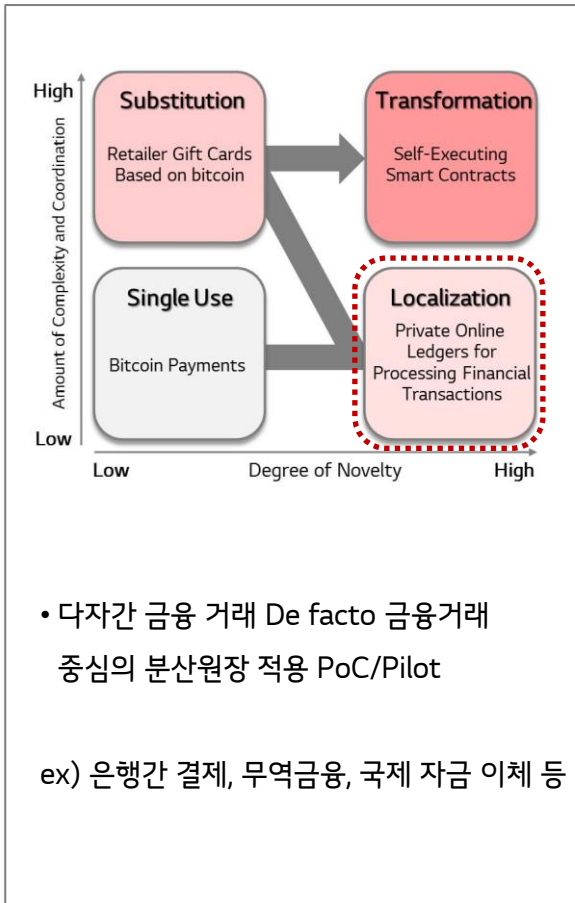 High
Amount of Complexity and Coordination
Low
Substitution
Retailer Gift Cards
Based on bitcoin
Transformation
Self-Executing
Smart Contracts
Single Use
Bitcoin Payments
Localization
Private Online
Ledgers for
Processing Financial
Transactions
Low
Degree of Novelty
High
• 다자간 금융 거래 De facto 금융거래
중심의 분산원장 적용 PoC/Pilot
ex) 은행간 결제, 무역금융, 국제 자금 이체 등